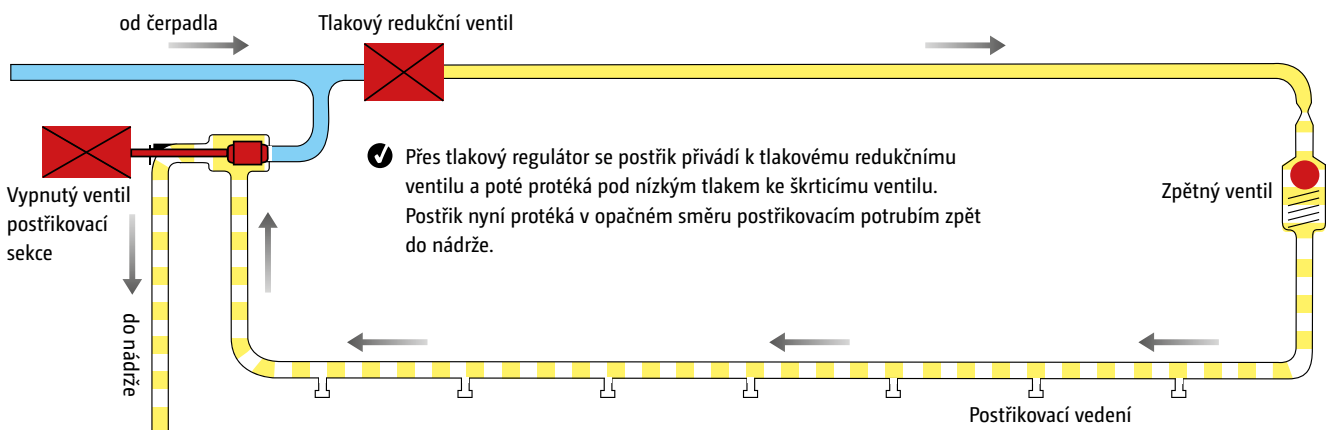 od čerpadla
Tlakový redukční ventil
Vypnutý ventil
postřikovací
sekce
Přes tlakový regulátor se postřik přivádí k tlakovému redukčnímu
ventilu a poté protéká pod nízkým tlakem ke škrticímu ventilu.
Postřik nyní protéká v opačném směru postřikovacím potrubím zpět
do nádrže.
Zpětný ventil
do nádrže
Postřikovací vedení